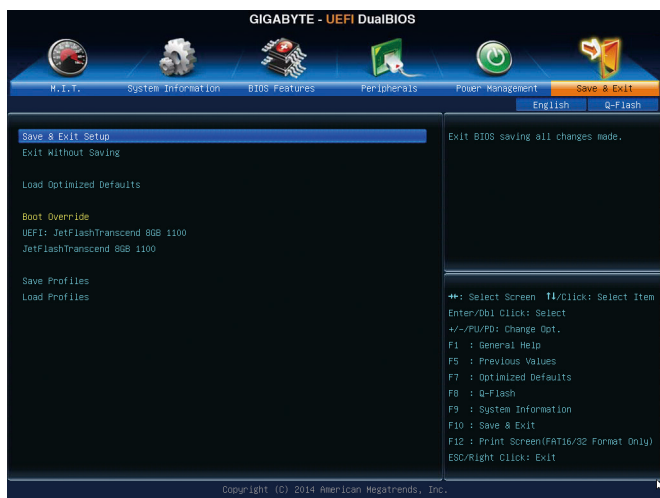 GIGABYTE - UEFI DualBIOS
M.I.T.
System Information
BIOS Features
Peripherals
Power Management
Save & Exit
English
Q-Flash
Save & Exit Setup
Exit Without Saving
Load Optimized Defaults
Boot Override
UEFI: JetFlashTranscend 8GB 1100
JetFlashTranscend 8GB 1100
Save Profiles
Load Profiles
Exit BIOS saving all changes made.
→←: Select Screen ↑↓/Click: Select Item
Enter/Dbl Click: Select
+/-/PU/PD: Change Opt.
F1 : General Help
F5 : Previous Values
F7 : Optimized Defaults
F8 : Q-Flash
F9 : System Information
F10 : Save & Exit
F12 : Print Screen(FAT16/32 Format Only)
ESC/Right Click: Exit
Copyright (C) 2014 American Megatrends, Inc.